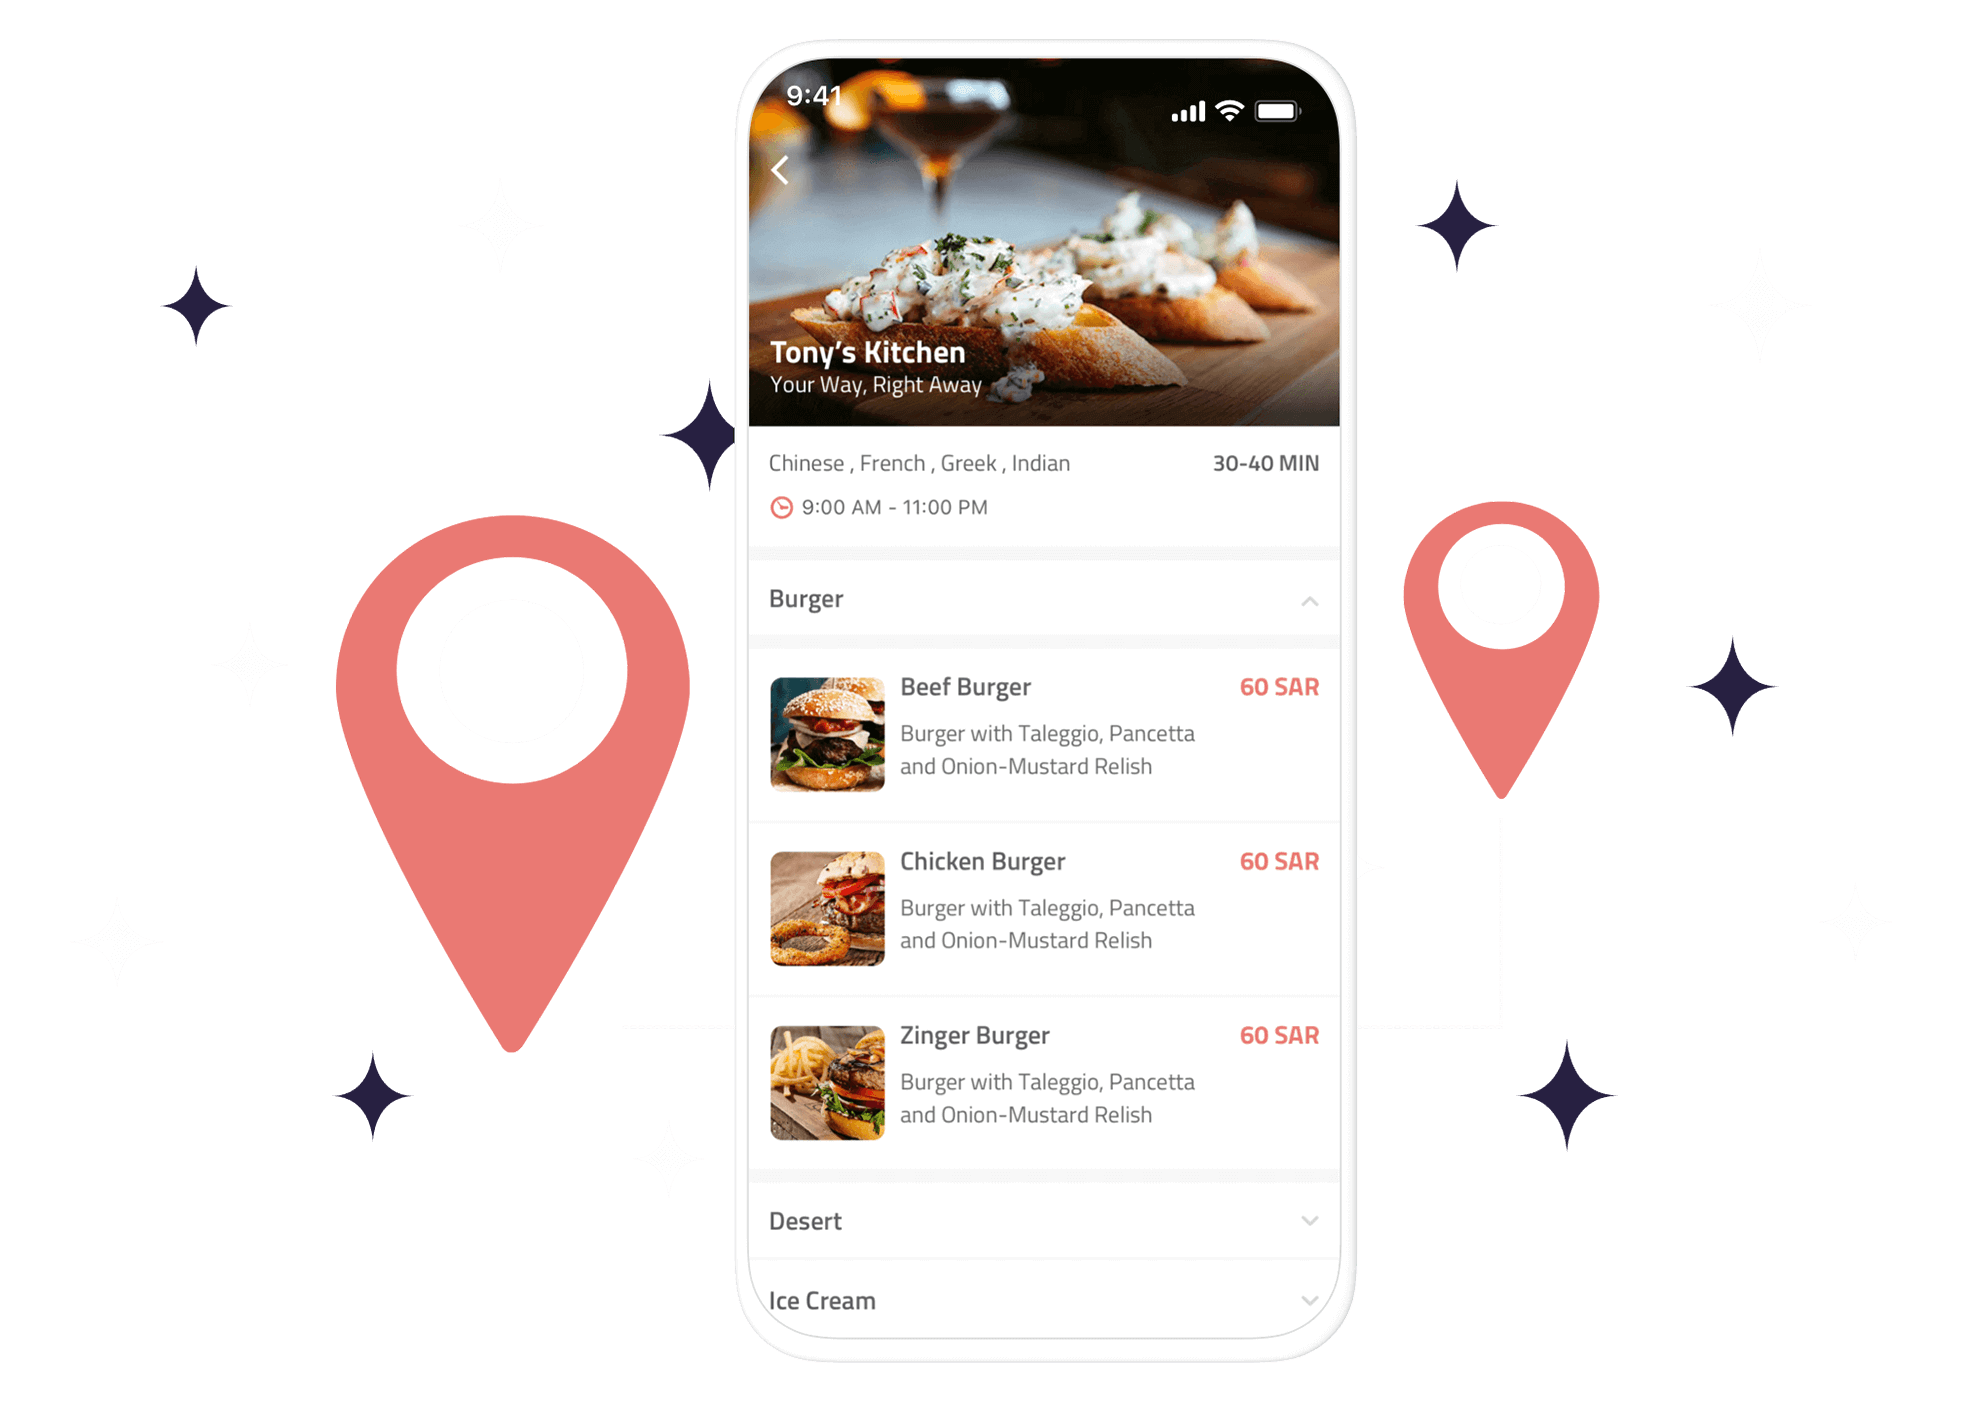 9:41
Tony’s Kitchen
Your Way, Right Away
Chinese , French , Greek , Indian
30-40 MIN
9:00 AM - 11:00 PM
Burger
Beef Burger
60 SAR
Burger with Taleggio, Pancetta
and Onion-Mustard Relish
Chicken Burger
60 SAR
Burger with Taleggio, Pancetta
and Onion-Mustard Relish
Zinger Burger
60 SAR
Burger with Taleggio, Pancetta
and Onion-Mustard Relish
Desert
Ice Cream